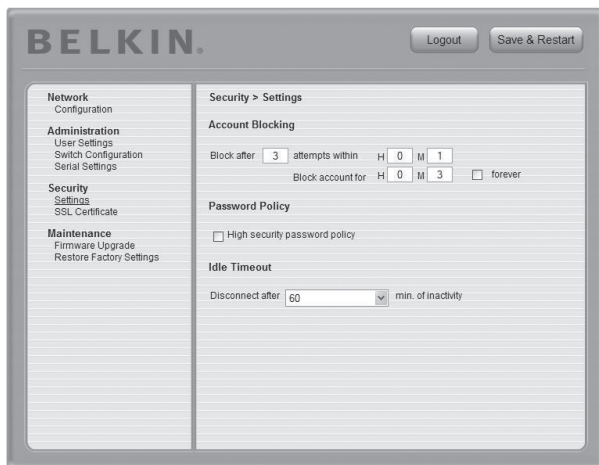 BELKIN®
Logout
Save & Restart
Network
Configuration
Administration
User Settings
Switch Configuration
Serial Settings
Security
Settings
SSL Certificate
Maintenance
Firmware Upgrade
Restore Factory Settings
Security > Settings
Account Blocking
Block after 3 attempts within H 0 M 1
Block account for H 0 M 3 forever
Password Policy
High security password policy
Idle Timeout
Disconnect after 60 min. of inactivity